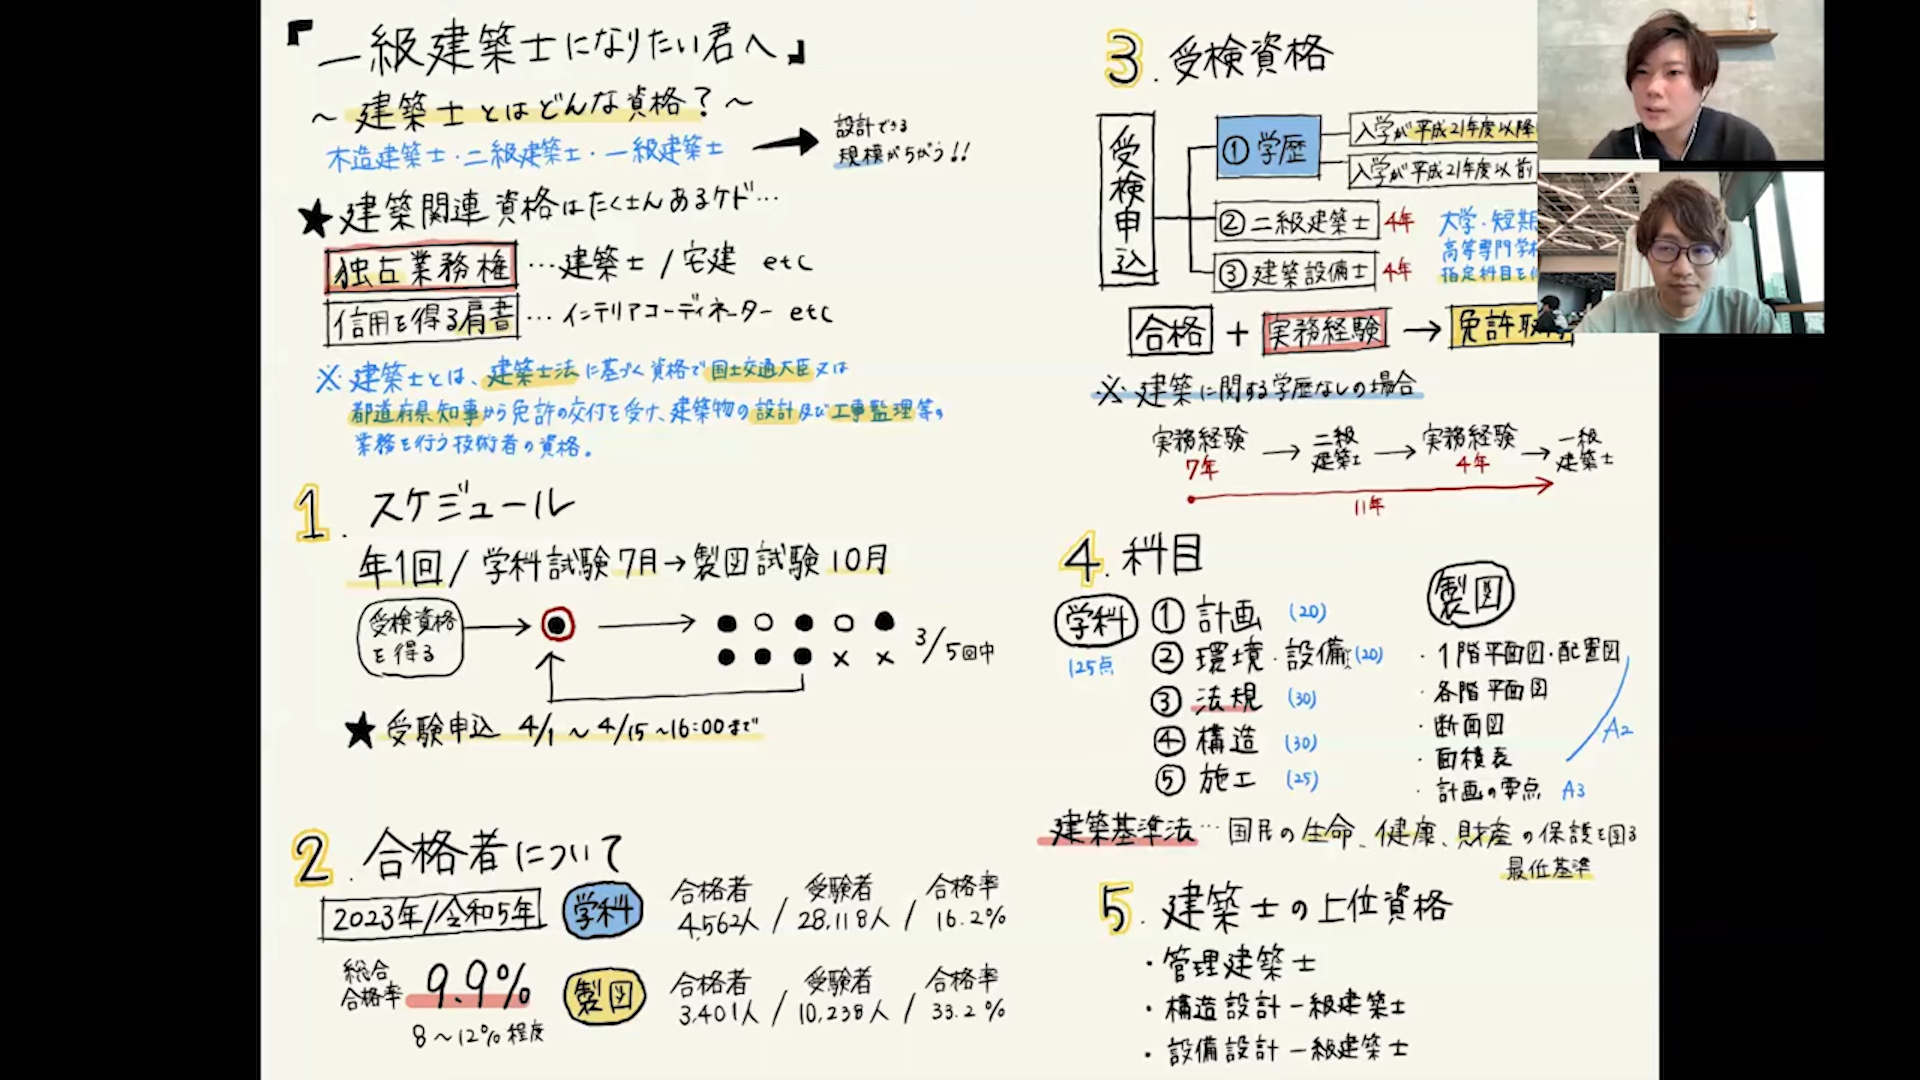 『一級建築士になりたい君へ』
～建築士とはどんな資格？～
木造建築士・二級建築士・一級建築士
設計できる
規模がちがう!!
★建築関連資格はたくさんあるケド…
独占業務権…建築士/宅建 etc
信用を得る肩書…インテリアコーディネーター etc
※建築士とは、建築士法に基づく資格で国土交通大臣又は
都道府県知事から免許の交付を受け、建築物の設計及び工事監理等の
業務を行う技術者の資格。
1. スケジュール
年1回/学科試験7月→製図試験10月
受検資格
を得る
3/5回中
★受験申込 4/1～4/15～16:00まで
2. 合格者について
2023年/令和5年
学科
合格者 受験者 合格率
4,562人/28,118人/16.2%
総合
合格率
9.9%
8～12%程度
製図
合格者 受験者 合格率
3,401人/10,238人/33.2%
3. 受検資格
受検申込
①学歴
入学が平成21年度以降
入学が平成21年度以前
②二級建築士 4年
③建築設備士 4年
大学・短期
高等専門学校
指定科目を
合格+実務経験→免許取
※建築に関する学歴なしの場合
実務経験→二級建築士→実務経験→一級建築士
7年 4年
11年
4. 科目
学科
125点
①計画 (20)
②環境・設備 (20)
③法規 (30)
④構造 (30)
⑤施工 (25)
製図
・1階平面図・配置図
・各階平面図
・断面図
・面積表
A2
・計画の要点 A3
建築基準法…国民の生命、健康、財産の保護を図る
最低基準
5. 建築士の上位資格
・管理建築士
・構造設計一級建築士
・設備設計一級建築士